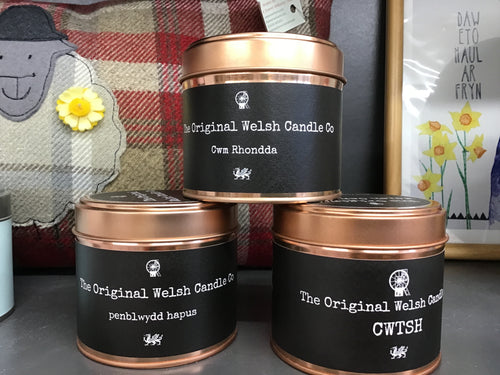 The Original Welsh Candle Co
Cwm Rhondda
The Original Welsh Candle Co
penblwydd hapus
The Original Welsh Candle
CWTSH
DAW
ETO
HAUL
AR
FRYN